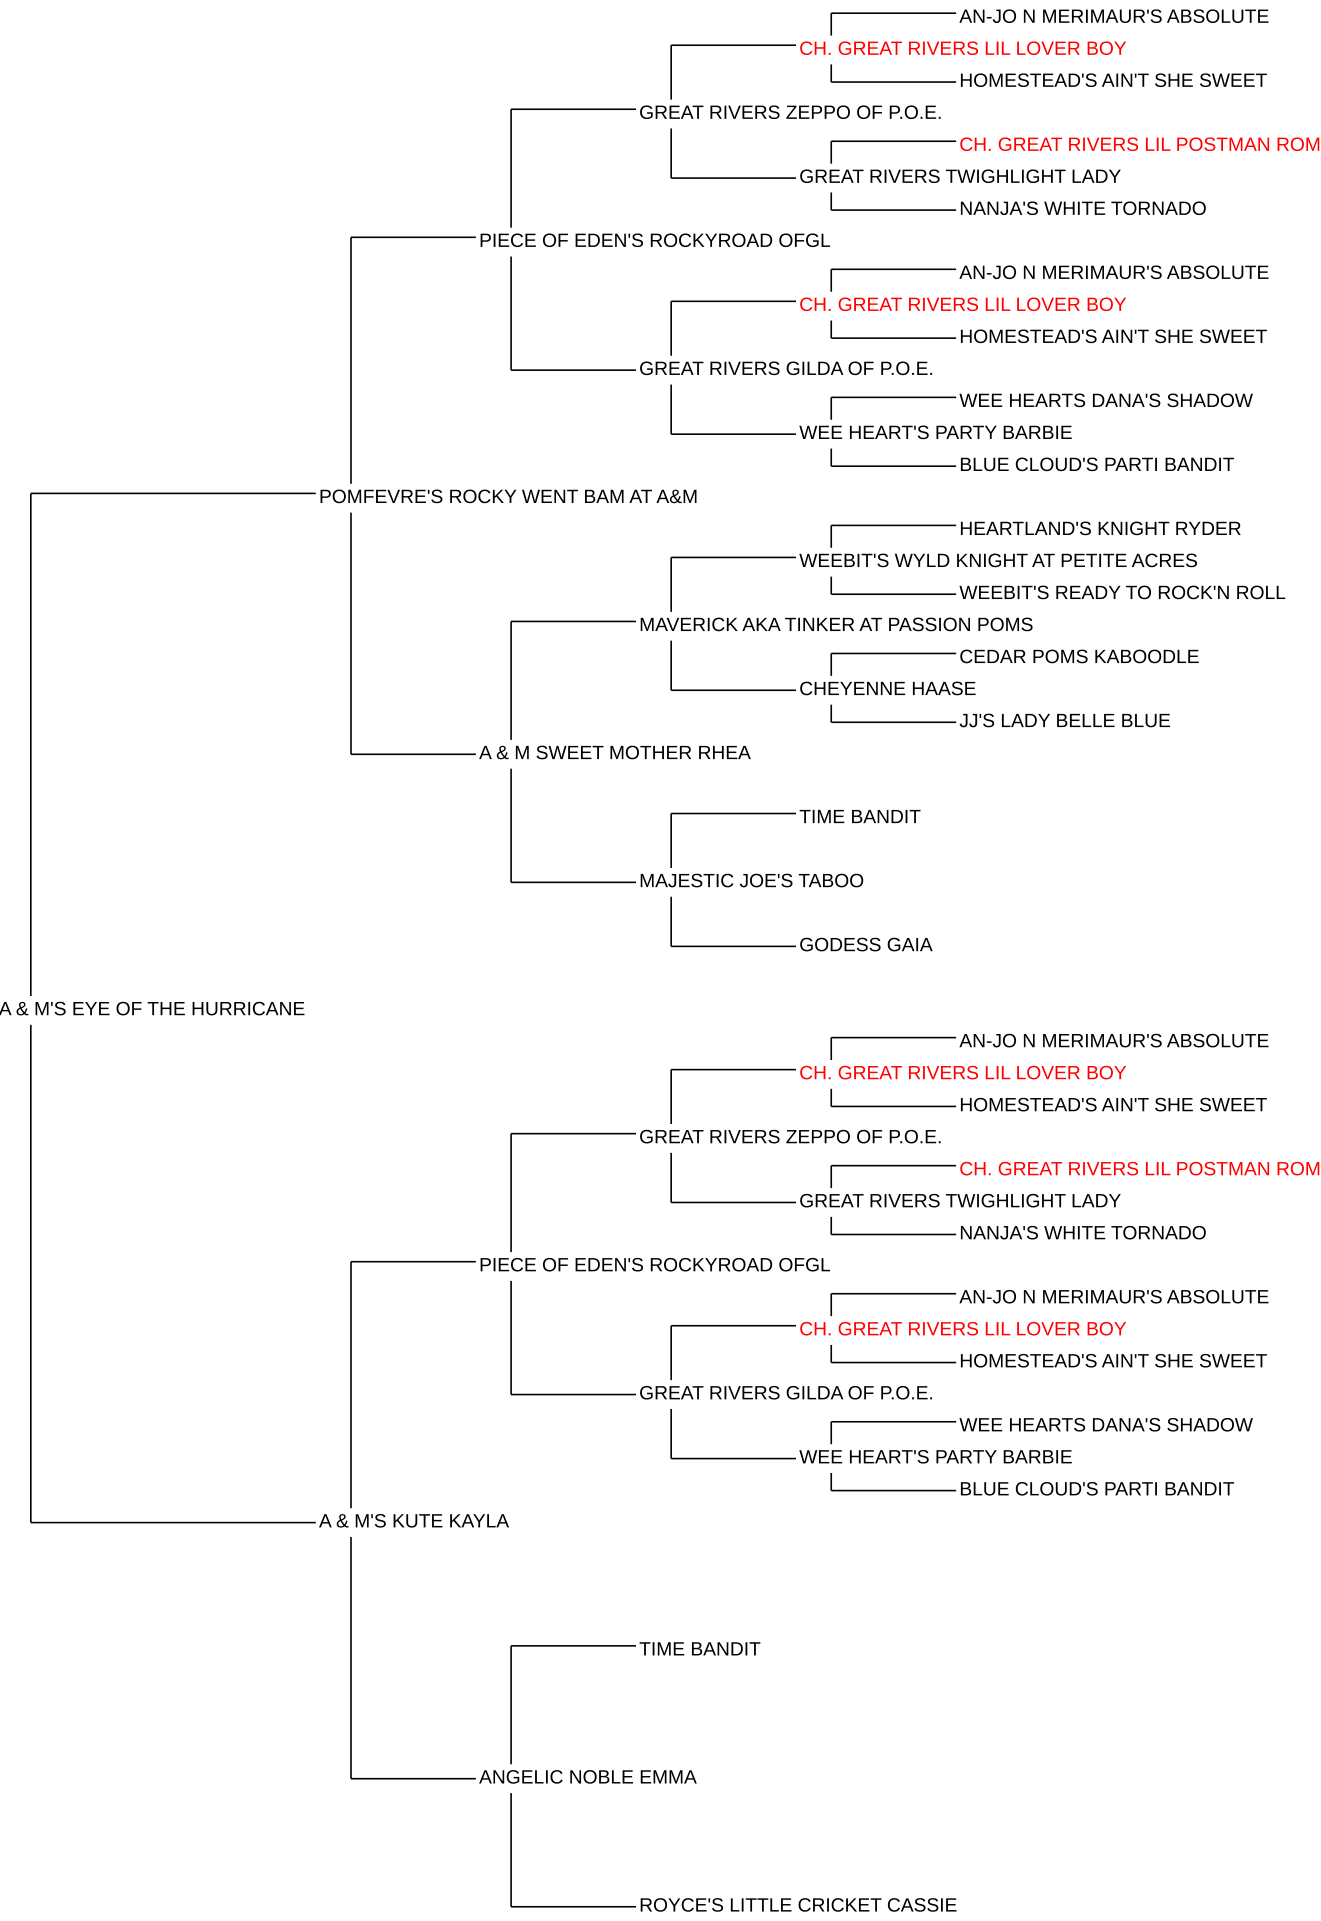 AN-JO N MERIMAUR'S ABSOLUTE
CH. GREAT RIVERS LIL LOVER BOY
HOMESTEAD'S AIN'T SHE SWEET
GREAT RIVERS ZEPPO OF P.O.E.
CH. GREAT RIVERS LIL POSTMAN ROM
GREAT RIVERS TWIGHLIGHT LADY
NANJA'S WHITE TORNADO
PIECE OF EDEN'S ROCKYROAD OFGL
AN-JO N MERIMAUR'S ABSOLUTE
CH. GREAT RIVERS LIL LOVER BOY
HOMESTEAD'S AIN'T SHE SWEET
GREAT RIVERS GILDA OF P.O.E.
WEE HEARTS DANA'S SHADOW
WEE HEART'S PARTY BARBIE
BLUE CLOUD'S PARTI BANDIT
POMFEVRE'S ROCKY WENT BAM AT A&M
HEARTLAND'S KNIGHT RYDER
WEEBIT'S WYLD KNIGHT AT PETITE ACRES
WEEBIT'S READY TO ROCK'N ROLL
MAVERICK AKA TINKER AT PASSION POMS
CEDAR POMS KABOODLE
CHEYENNE HAASE
JJ'S LADY BELLE BLUE
A & M SWEET MOTHER RHEA
TIME BANDIT
MAJESTIC JOE'S TABOO
GODESS GAIA
A & M'S EYE OF THE HURRICANE
AN-JO N MERIMAUR'S ABSOLUTE
CH. GREAT RIVERS LIL LOVER BOY
HOMESTEAD'S AIN'T SHE SWEET
GREAT RIVERS ZEPPO OF P.O.E.
CH. GREAT RIVERS LIL POSTMAN ROM
GREAT RIVERS TWIGHLIGHT LADY
NANJA'S WHITE TORNADO
PIECE OF EDEN'S ROCKYROAD OFGL
AN-JO N MERIMAUR'S ABSOLUTE
CH. GREAT RIVERS LIL LOVER BOY
HOMESTEAD'S AIN'T SHE SWEET
GREAT RIVERS GILDA OF P.O.E.
WEE HEARTS DANA'S SHADOW
WEE HEART'S PARTY BARBIE
BLUE CLOUD'S PARTI BANDIT
A & M'S KUTE KAYLA
TIME BANDIT
ANGELIC NOBLE EMMA
ROYCE'S LITTLE CRICKET CASSIE